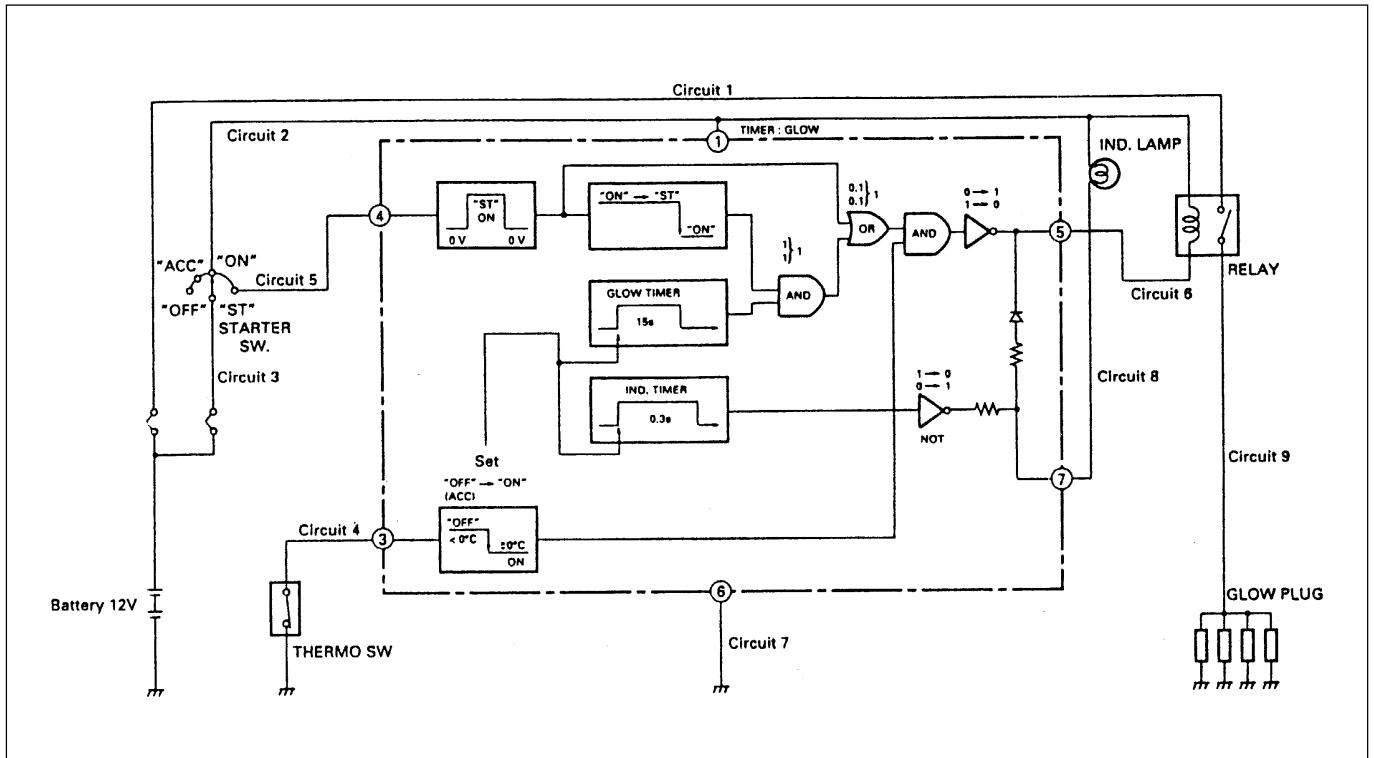 Circuit 1
Circuit 2
1
TIMER : GLOW
IND. LAMP
"ST"
ON
0 V
0 V
"ON" → "ST"
"ON"
0.1
0.1
} 1
OR
AND
0 → 1
1 → 0
4
5
"ACC"
"ON"
Circuit 5
"OFF"
"ST"
STARTER
SW.
1
1
} 1
AND
RELAY
Circuit 6
GLOW TIMER
15s
Circuit 3
IND. TIMER
0.3s
1 → 0
0 → 1
NOT
Circuit 8
Set
"OFF" → "ON"
(ACC)
7
Circuit 9
Circuit 4
3
"OFF"
< 0°C
≥0°C
ON
Battery 12V
6
GLOW PLUG
THERMO SW
Circuit 7